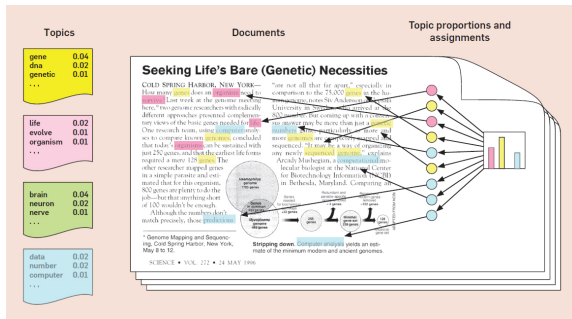 Topics
Documents
Topic proportions and
assignments
gene 0.04
dna 0.02
genetic 0.01
. . .
life 0.02
evolve 0.01
organism 0.01
. . .
brain 0.04
neuron 0.02
nerve 0.01
. . .
data 0.02
number 0.02
computer 0.01
. . .
Seeking Life's Bare (Genetic) Necessities
COLD SPRING HARBOR, NEW YORK—
How many genes does an organism need to
survive? Last week at the genome meeting
here,* two genome researchers with radically
different approaches presented complemen-
tary views of the basic genes needed for life.
One research team, using computer analy-
ses to compare known genomes, concluded
that today's organisms can be sustained with
just 250 genes, and that the earliest life forms
required a mere 128 genes. The
other researcher mapped genes
in a simple parasite and esti-
mated that for this organism,
800 genes are plenty to do the
job—but that anything short
of 100 wouldn't be enough.
Although the numbers don't
match precisely, those predictions
* Genome Mapping and Sequenc-
ing, Cold Spring Harbor, New York,
May 8 to 12.
"are not all that far apart," especially in
comparison to the 75,000 genes in the hu-
man genome, notes Siv Andersson
University in Swed arrived at the
800 number. But coming up with a
sus answer may be more than just a genetic
numbers particularly more and
more genomes are mapped and
sequenced. "It may be a way of organizing
any newly sequenced genome," explains
Arcady Mushegian, a computational mo-
lecular biologist at the National Center
for Biotechnology Information (NCBI)
in Bethesda, Maryland. Comparing an
Stripping down. Computer analysis yields an esti-
mate of the minimum modern and ancient genomes.
SCIENCE • VOL. 272 • 24 MAY 1996